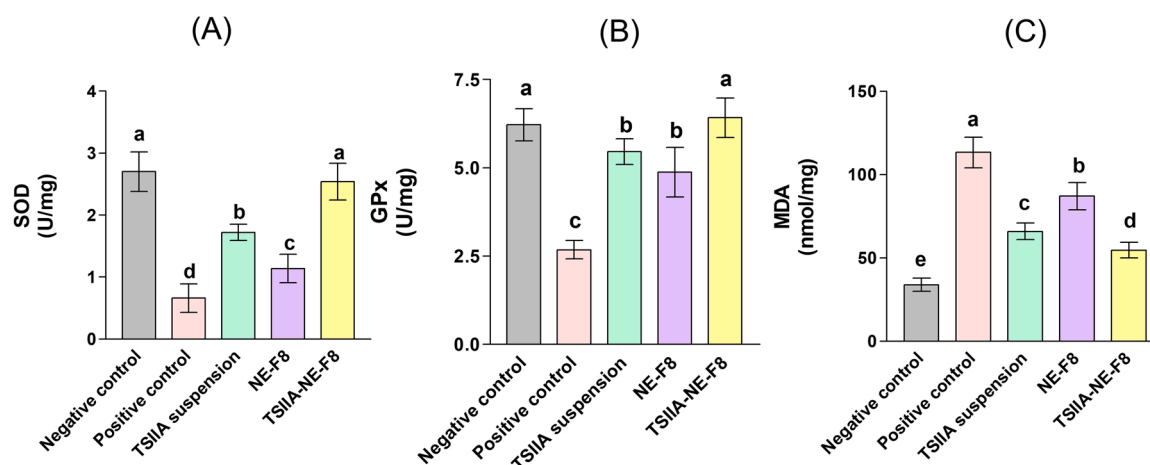 (A)
SOD
(U/mg)
4
3
2
1
0
a
d
b
c
a
Negative control
Positive control
TSIIA suspension
NE-F8
TSIIA-NE-F8
(B)
GPx
(U/mg)
7.5
5.0
2.5
0.0
a
c
b
b
a
Negative control
Positive control
TSIIA suspension
NE-F8
TSIIA-NE-F8
(C)
MDA
(nmol/mg)
150
100
50
0
e
a
c
b
d
Negative control
Positive control
TSIIA suspension
NE-F8
TSIIA-NE-F8